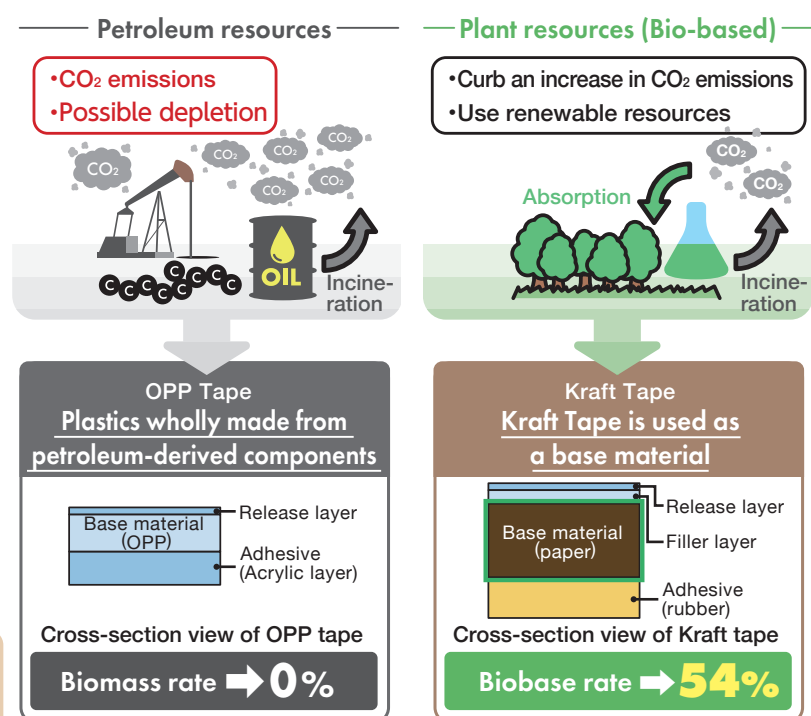 Petroleum resources
•CO₂ emissions
•Possible depletion
CO₂
CO₂
CO₂
CO₂
CO₂
CO₂
C C C C C C C C C
OIL
Incine-
ration
OPP Tape
Plastics wholly made from
petroleum-derived components
Release layer
Base material
(OPP)
Adhesive
(Acrylic layer)
Cross-section view of OPP tape
Biomass rate ➡ 0%
Plant resources (Bio-based)
•Curb an increase in CO₂ emissions
•Use renewable resources
CO₂
CO₂
Absorption
Incine-
ration
Kraft Tape
Kraft Tape is used as
a base material
Release layer
Filler layer
Base material
(paper)
Adhesive
(rubber)
Cross-section view of Kraft tape
Biobase rate ➡ 54%